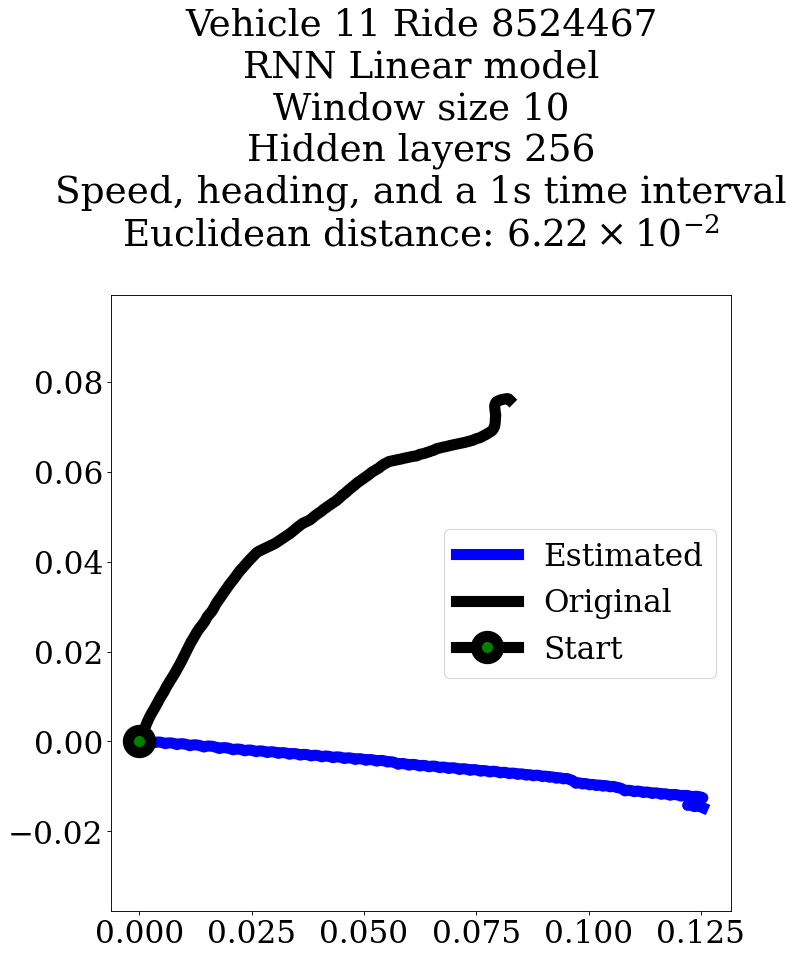 Vehicle 11 Ride 8524467
RNN Linear model
Window size 10
Hidden layers 256
Speed, heading, and a 1s time interval
Euclidean distance: 6.22 × 10⁻²
0.08
0.06
0.04
0.02
0.00
−0.02
Estimated
Original
Start
0.000 0.025 0.050 0.075 0.100 0.125